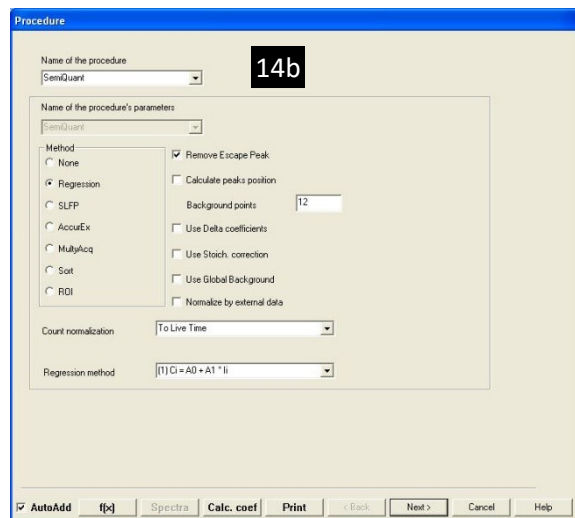 Procedure
Name of the procedure
SemiQuant
14b
Name of the procedure's parameters
SemiQuant
Method
None
Regression
SLFP
AccurEx
MultyAcq
Sort
ROI
Remove Escape Peak
Calculate peaks position
Background points 12
Use Delta coefficients
Use Stoich. correction
Use Global Background
Normalize by external data
Count normalization To Live Time
Regression method (1) Ci = A0 + A1 * Ii
AutoAdd f(x) Spectra Calc. coef Print < Back Next > Cancel Help